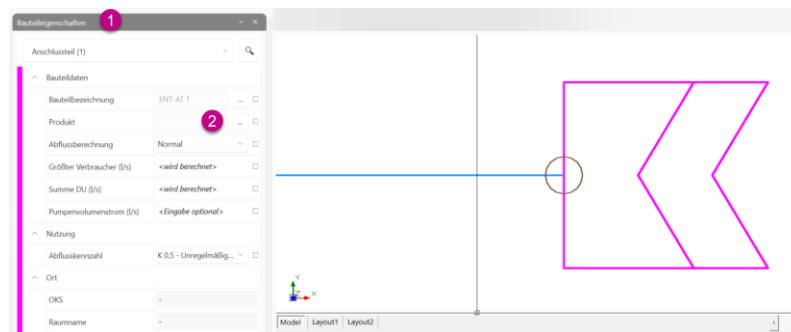 Bauteileigenschaften 1
Anschlussteil (1)
Bauteildaten
Bauteilbezeichnung ENT-AT 1 ...
Produkt 2 ...
Abflussberechnung Normal
Größter Verbraucher (l/s) <wird berechnet>
Summe DU (l/s) <wird berechnet>
Pumpenvolumenstrom (l/s) <Eingabe optional>
Nutzung
Abflusskennzahl K 0,5 - Unregelmäßig...
Ort
OKS -
Raumname -
Y
Z X
Model Layout1 Layout2